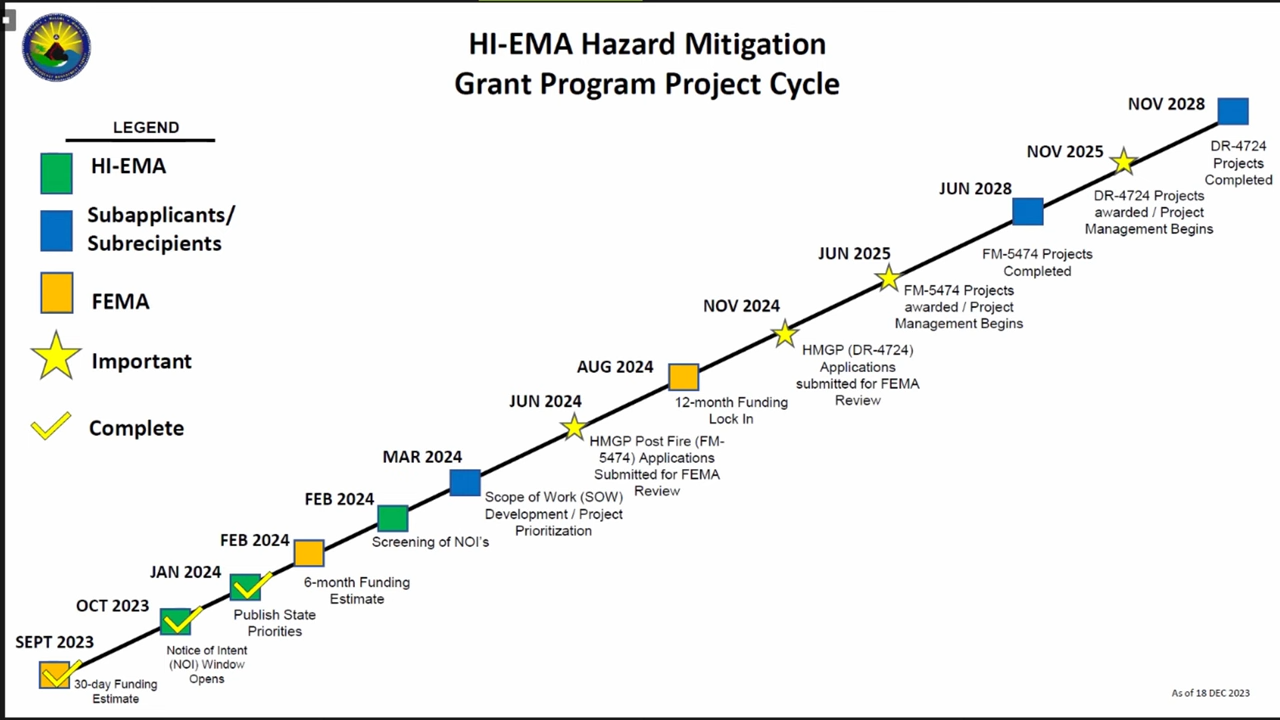 HI-EMA Hazard Mitigation
Grant Program Project Cycle
LEGEND
HI-EMA
Subapplicants/
Subrecipients
FEMA
Important
Complete
SEPT 2023
30-day Funding
Estimate
OCT 2023
Notice of Intent
(NOI) Window
Opens
JAN 2024
Publish State
Priorities
FEB 2024
6-month Funding
Estimate
FEB 2024
Screening of NOI's
MAR 2024
Scope of Work (SOW)
Development / Project
Prioritization
JUN 2024
HMGP Post Fire (FM-
5474) Applications
Submitted for FEMA
Review
AUG 2024
12-month Funding
Lock In
NOV 2024
HMGP (DR-4724)
Applications
submitted for FEMA
Review
JUN 2025
FM-5474 Projects
awarded / Project
Management Begins
JUN 2028
FM-5474 Projects
Completed
NOV 2025
DR-4724 Projects
awarded / Project
Management Begins
NOV 2028
DR-4724
Projects
Completed
As of 18 DEC 2023